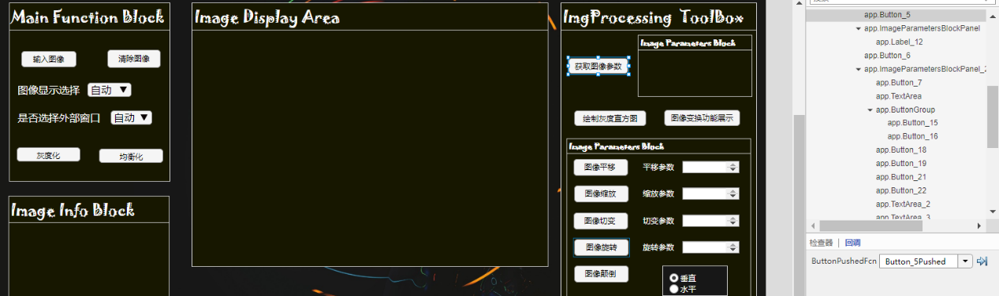 Main Function Block
输入图像
清除图像
图像显示选择
自动
是否选择外部窗口
自动
灰度化
均衡化
Image Info Block
Image Display Area
ImgProcessing ToolBox
获取图像参数
Image Parameters Block
绘制灰度直方图
图像变换功能展示
Image Parameters Block
图像平移
平移参数
图像缩放
缩放参数
图像切变
切变参数
图像旋转
旋转参数
图像颠倒
垂直
水平
app.Button_5
app.ImageParametersBlockPanel
app.Label_12
app.Button_6
app.ImageParametersBlockPanel_2
app.Button_7
app.TextArea
app.ButtonGroup
app.Button_15
app.Button_16
app.Button_18
app.Button_19
app.Button_21
app.Button_22
app.TextArea_2
app.TextArea_3
检查器
回调
ButtonPushedFcn
Button_5Pushed